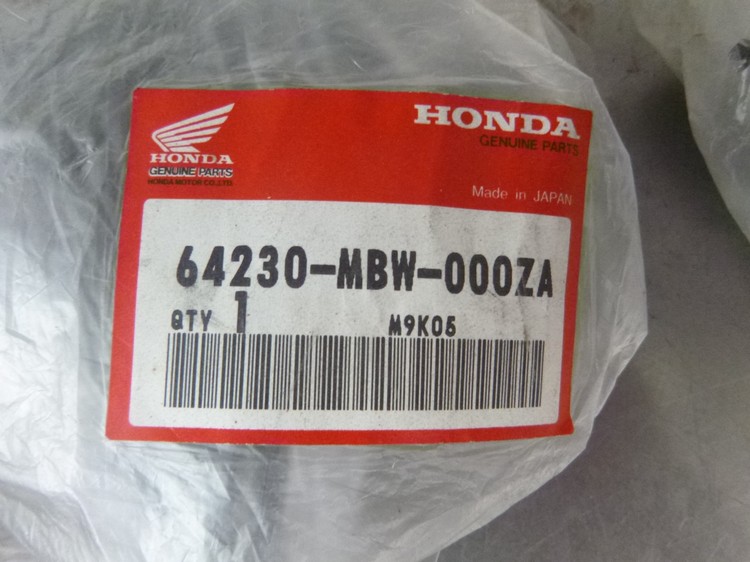 HONDA
GENUINE PARTS
HONDA
GENUINE PARTS
HONDA MOTOR CO.,LTD.
Made in JAPAN
64230-MBW-000ZA
QTY 1 M9K05